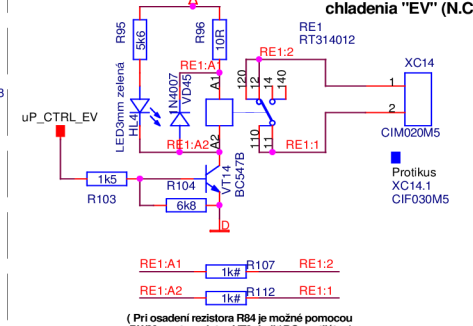 chladenia "EV" (N.C
RE1
RT314012
R95
5k6
R96
10R
RE1:2
XC14
A1
120
12
14
40
1
2
N4007
VD45
LED3mm zelená
HL4
uP_CTRL_EV
CIM020M5
RE1:A2
A2
110
11
RE1:1
Protikus
XC14.1
CIF030M5
VT14
BC547B
1k5
R104
R103
6k8
D
RE1:A1
1k#
R107
RE1:2
RE1:A2
1k#
R112
RE1:1
( Pri osadení rezistora R84 je možné pomocou